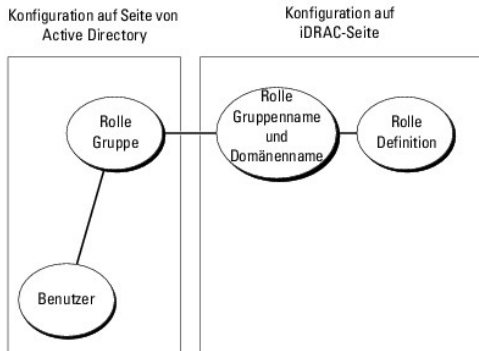 Konfiguration auf Seite von
Active Directory
Konfiguration auf
iDRAC-Seite
Rolle
Gruppe
Rolle
Gruppenname
und
Domänenname
Rolle
Definition
Benutzer